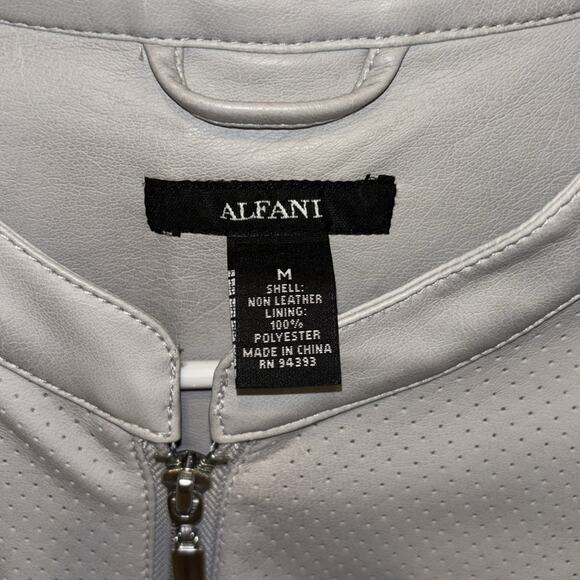 ALFANI
M
SHELL:
NON LEATHER
LINING:
100%
POLYESTER
MADE IN CHINA
RN 94393